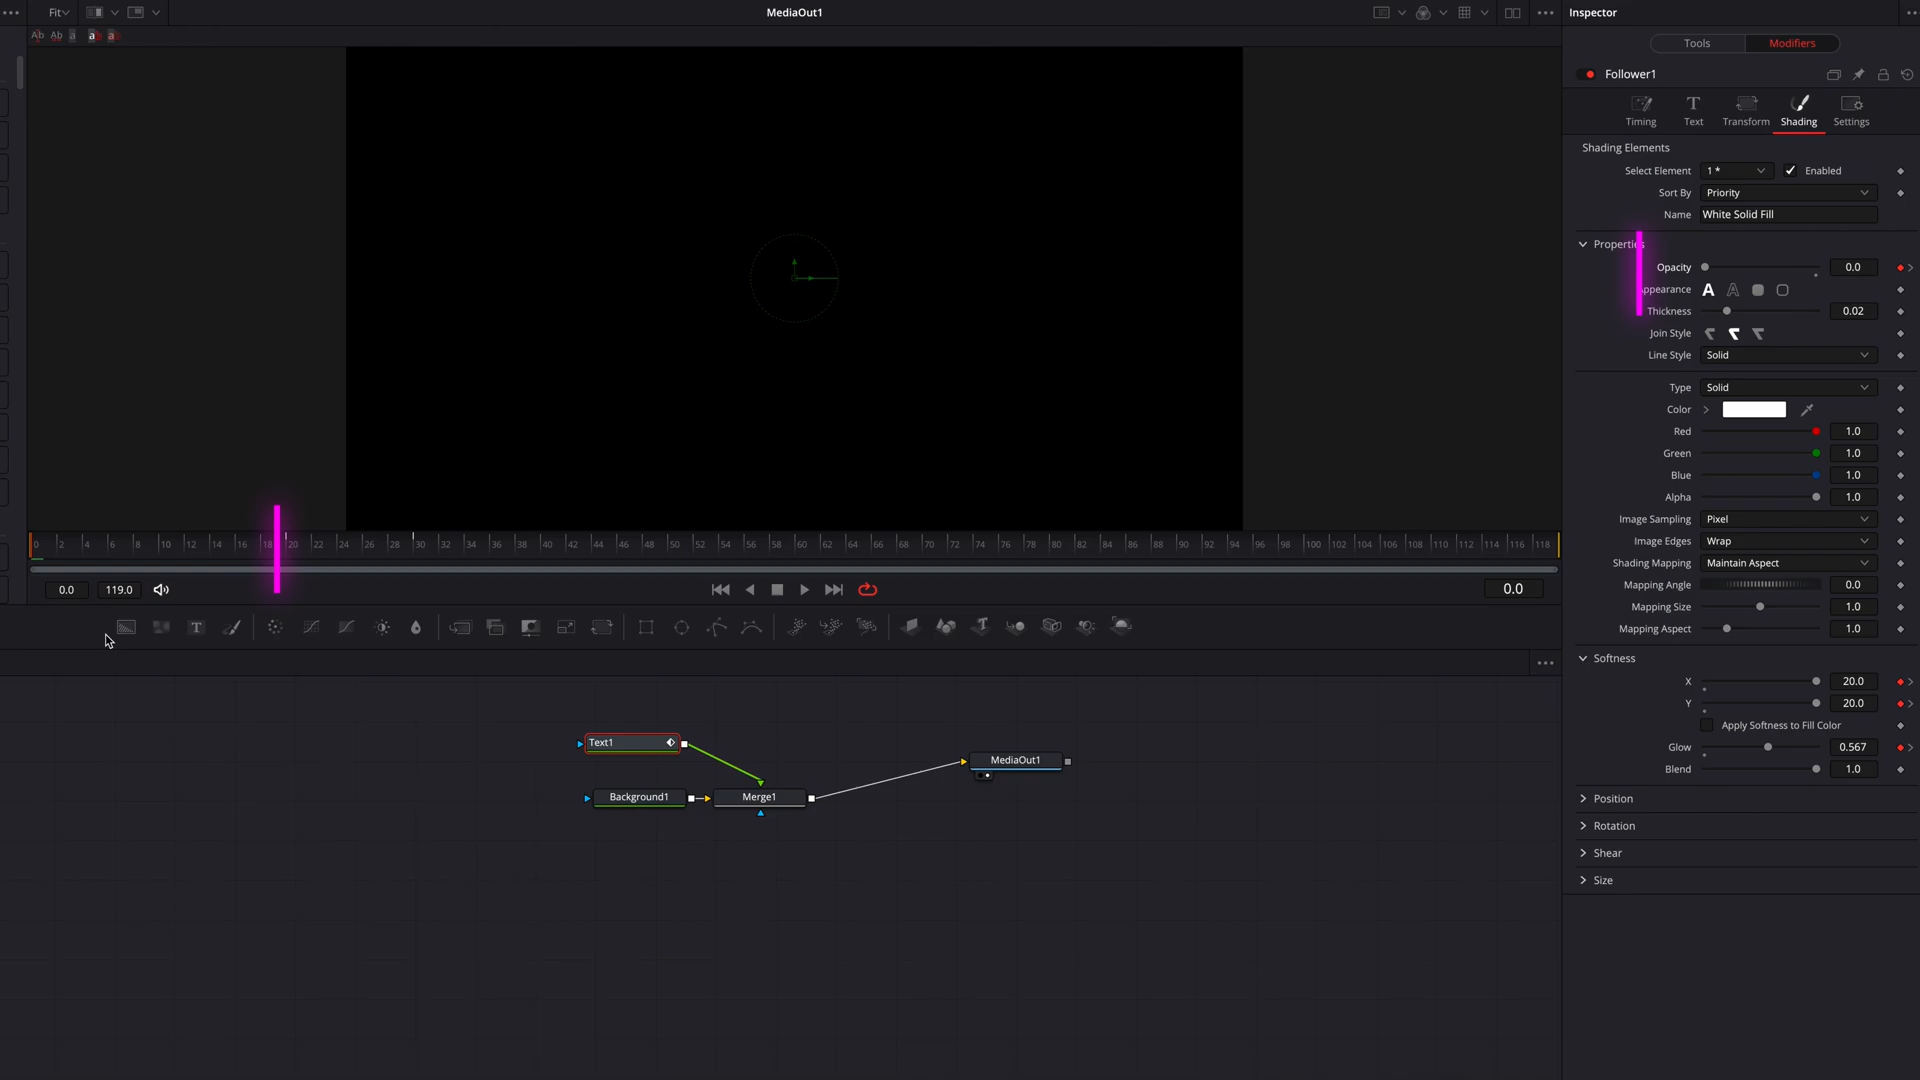 Fit
MediaOut1
Inspector
Ab Ab a a a
Tools Modifiers
Follower1
Timing Text Transform Shading Settings
Shading Elements
Select Element 1 * Enabled
Sort By Priority
Name White Solid Fill
Properties
Opacity 0.0
Appearance A A
Thickness 0.02
Join Style
Line Style Solid
Type Solid
Color
Red 1.0
Green 1.0
Blue 1.0
Alpha 1.0
Image Sampling Pixel
Image Edges Wrap
Shading Mapping Maintain Aspect
Mapping Angle 0.0
Mapping Size 1.0
Mapping Aspect 1.0
Softness
X 20.0
Y 20.0
Apply Softness to Fill Color
Glow 0.567
Blend 1.0
Position
Rotation
Shear
Size
0 2 4 6 8 10 12 14 16 18 20 22 24 26 28 30 32 34 36 38 40 42 44 46 48 50 52 54 56 58 60 62 64 66 68 70 72 74 76 78 80 82 84 86 88 90 92 94 96 98 100 102 104 106 108 110 112 114 116 118
0.0 119.0 0.0
T
Text1
MediaOut1
Background1 Merge1